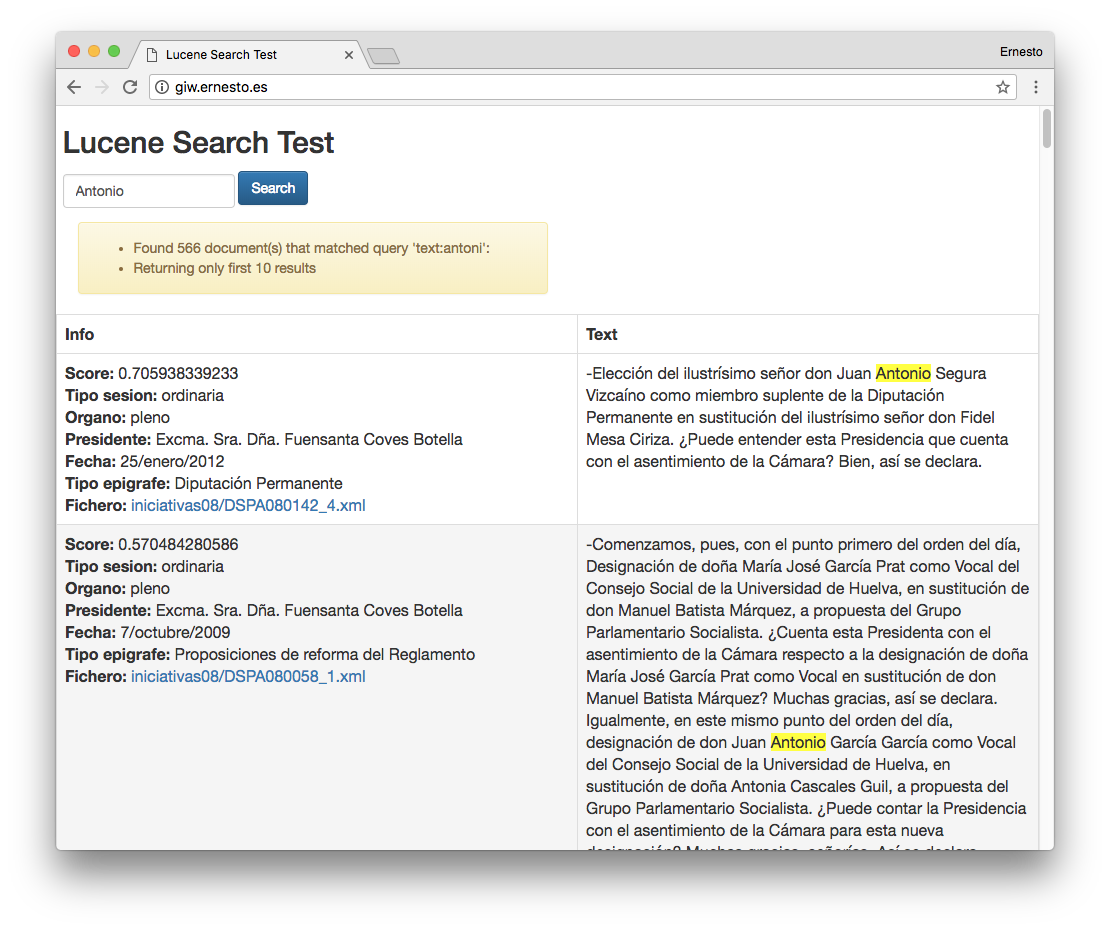 Lucene Search Test
Ernesto
giw.ernesto.es
Lucene Search Test
Antonio
Search
• Found 566 document(s) that matched query 'text:antoni':
• Returning only first 10 results
Info
Text
Score: 0.705938339233
Tipo sesion: ordinaria
Organo: pleno
Presidente: Excma. Sra. Dña. Fuensanta Coves Botella
Fecha: 25/enero/2012
Tipo epigrafe: Diputación Permanente
Fichero: iniciativas08/DSPA080142_4.xml
-Elección del ilustrísimo señor don Juan Antonio Segura
Vizcaíno como miembro suplente de la Diputación
Permanente en sustitución del ilustrísimo señor don Fidel
Mesa Ciriza. ¿Puede entender esta Presidencia que cuenta
con el asentimiento de la Cámara? Bien, así se declara.
Score: 0.570484280586
Tipo sesion: ordinaria
Organo: pleno
Presidente: Excma. Sra. Dña. Fuensanta Coves Botella
Fecha: 7/octubre/2009
Tipo epigrafe: Proposiciones de reforma del Reglamento
Fichero: iniciativas08/DSPA080058_1.xml
-Comenzamos, pues, con el punto primero del orden del día,
Designación de doña María José García Prat como Vocal del
Consejo Social de la Universidad de Huelva, en sustitución de
don Manuel Batista Márquez, a propuesta del Grupo
Parlamentario Socialista. ¿Cuenta esta Presidenta con el
asentimiento de la Cámara respecto a la designación de doña
María José García Prat como Vocal en sustitución de don
Manuel Batista Márquez? Muchas gracias, así se declara.
Igualmente, en este mismo punto del orden del día,
designación de don Juan Antonio García García como Vocal
del Consejo Social de la Universidad de Huelva, en
sustitución de doña Antonia Cascales Guil, a propuesta del
Grupo Parlamentario Socialista. ¿Puede contar la Presidencia
con el asentimiento de la Cámara para esta nueva
designación? Muchas gracias, señorías. Así se declara.